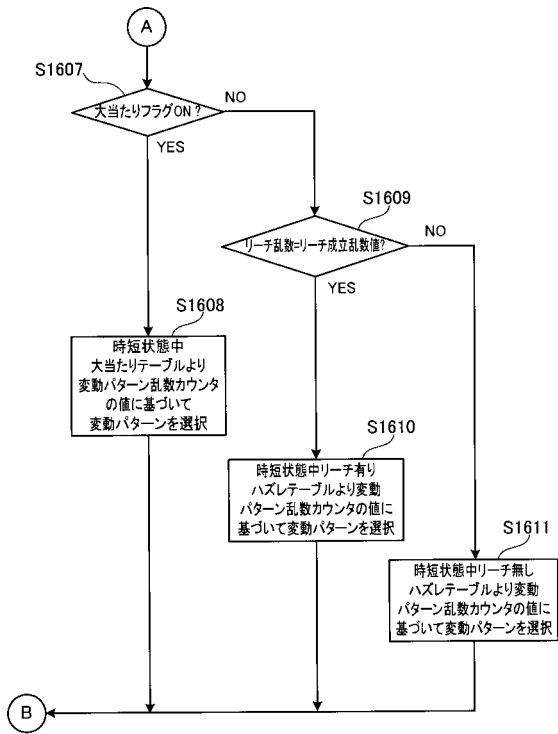 A
S1607
大当たりフラグON?
NO
YES
S1609
リーチ乱数=リーチ成立乱数値?
NO
YES
S1608
時短状態中
大当たりテーブルより
変動パターン乱数カウンタ
の値に基づいて
変動パターンを選択
S1610
時短状態中リーチ有り
ハズレテーブルより変動
パターン乱数カウンタの値に
基づいて変動パターンを選択
S1611
時短状態中リーチ無し
ハズレテーブルより変動
パターン乱数カウンタの値に
基づいて変動パターンを選択
B